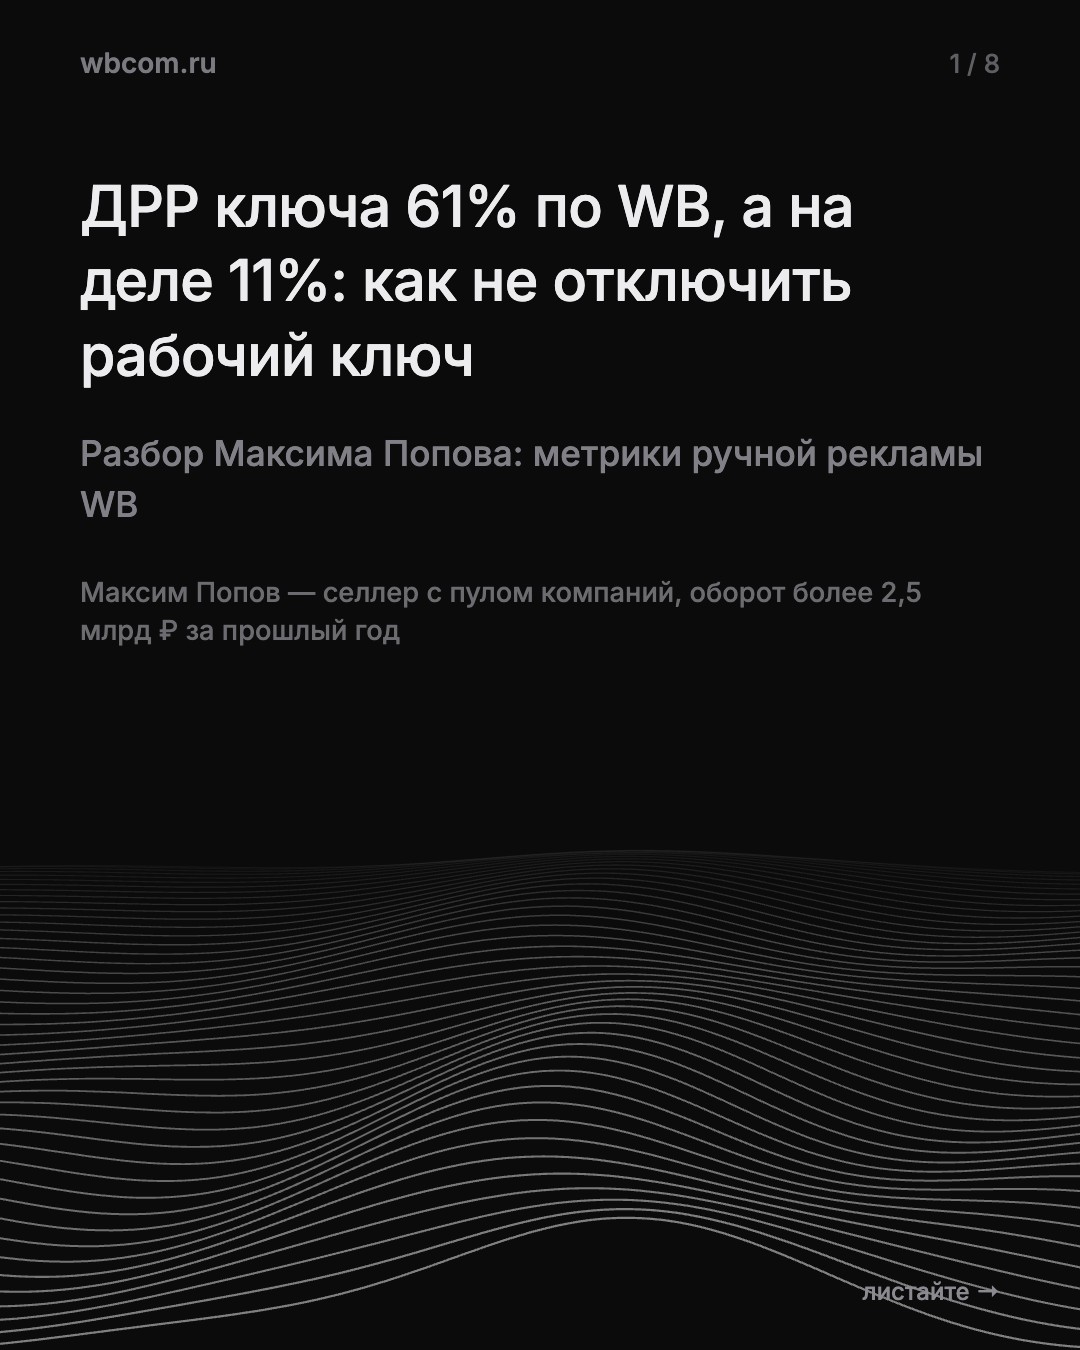 wbcom.ru
1 / 8
ДРР ключа 61% по WB, а на
деле 11%: как не отключить
рабочий ключ
Разбор Максима Попова: метрики ручной рекламы
WB
Максим Попов — селлер с пулом компаний, оборот более 2,5
млрд ₽ за прошлый год
листайте →